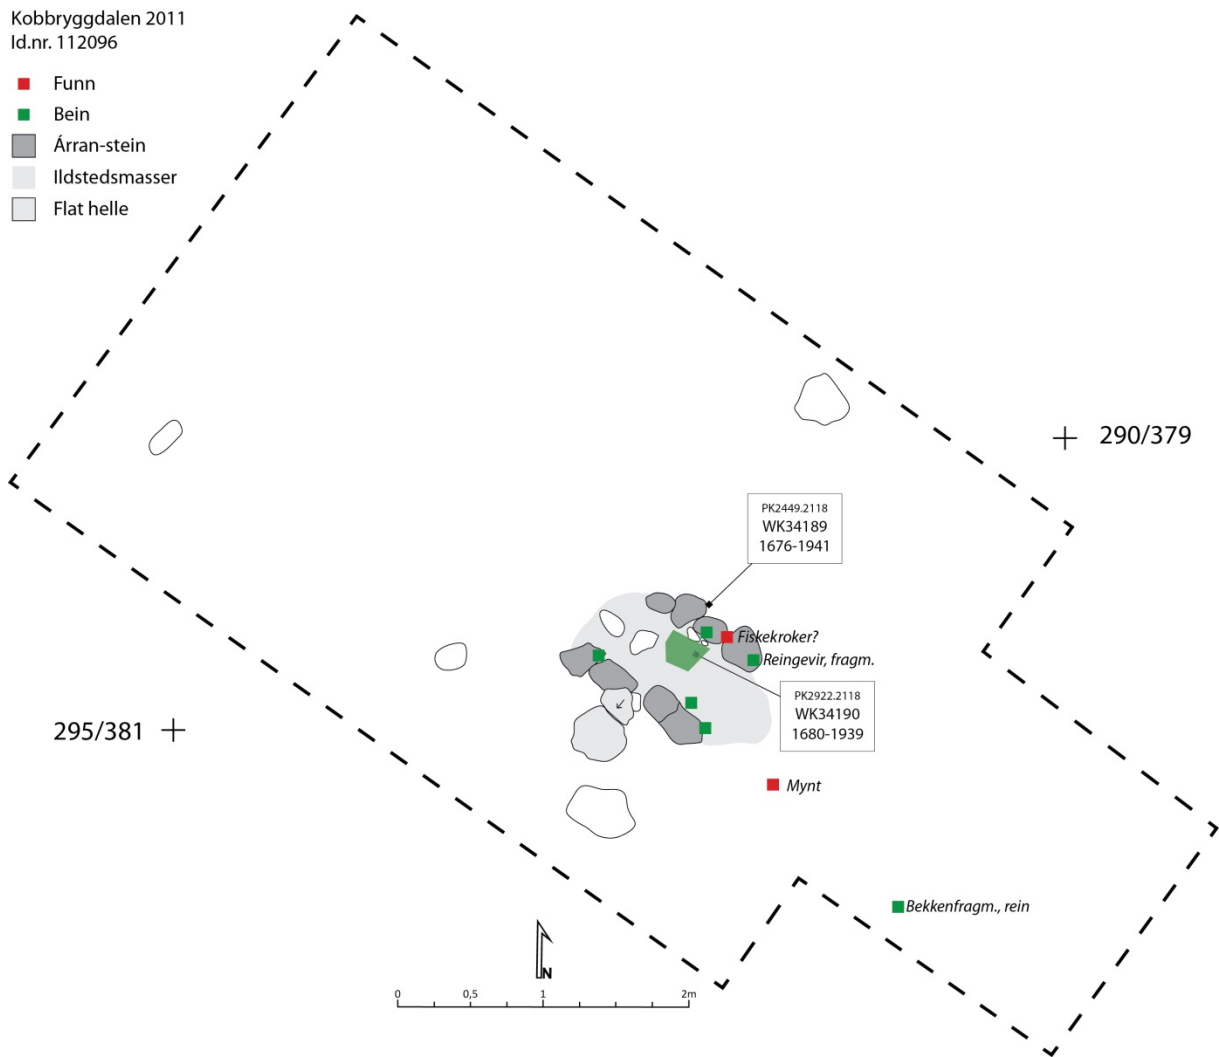 Kobbryggdalen 2011
Id.nr. 112096
Funn
Bein
Árran-stein
Ildstedsmasser
Flat helle
290/379
PK2449.2118
WK34189
1676-1941
Fiskekroker?
Reingevir, fragm.
PK2922.2118
WK34190
1680-1939
295/381
Mynt
Bekkenfragm., rein
N
0 0,5 1 2m